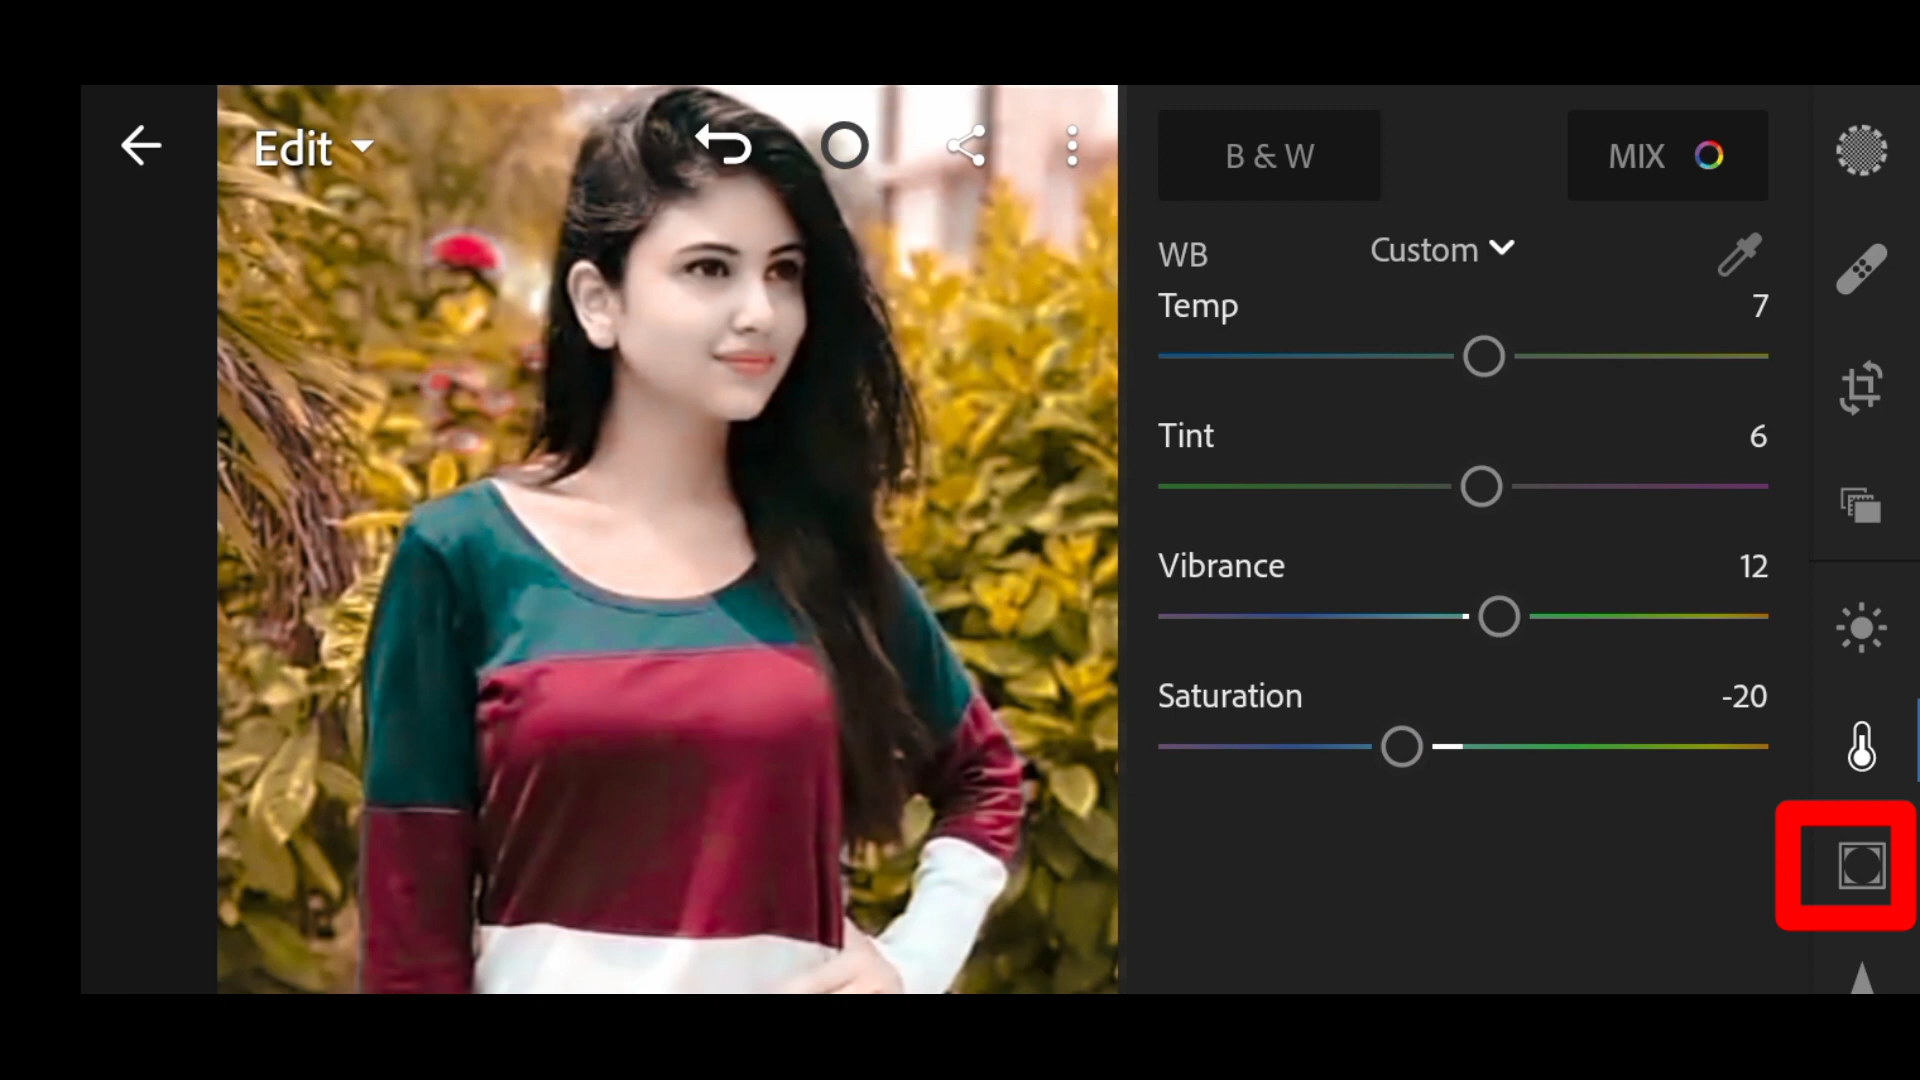 Edit
B & W
MIX
WB
Custom
Temp
7
Tint
6
Vibrance
12
Saturation
-20